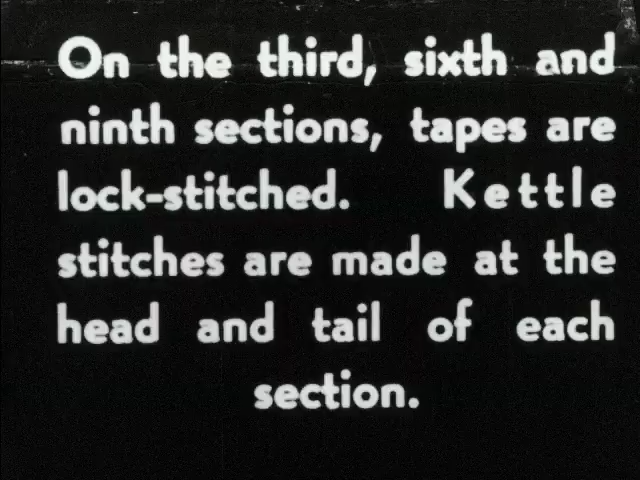 On the third, sixth and
ninth sections, tapes are
lock-stitched. Kettle
stitches are made at the
head and tail of each
section.